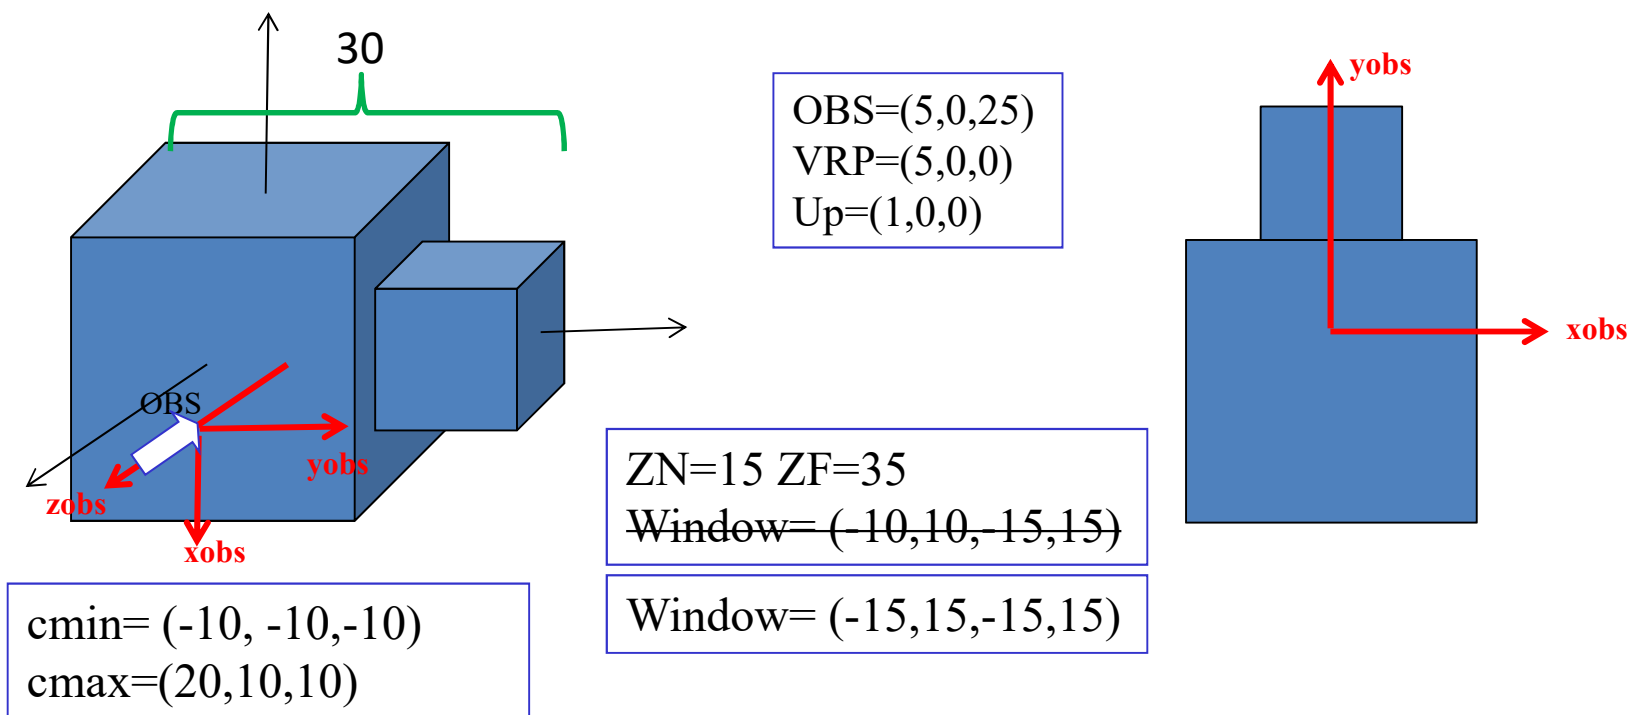 30
OBS=(5,0,25)
VRP=(5,0,0)
Up=(1,0,0)
yobs
xobs
OBS
yobs
zobs
xobs
ZN=15 ZF=35
Window= (-10,10,-15,15)
Window= (-15,15,-15,15)
cmin= (-10, -10,-10)
cmax=(20,10,10)